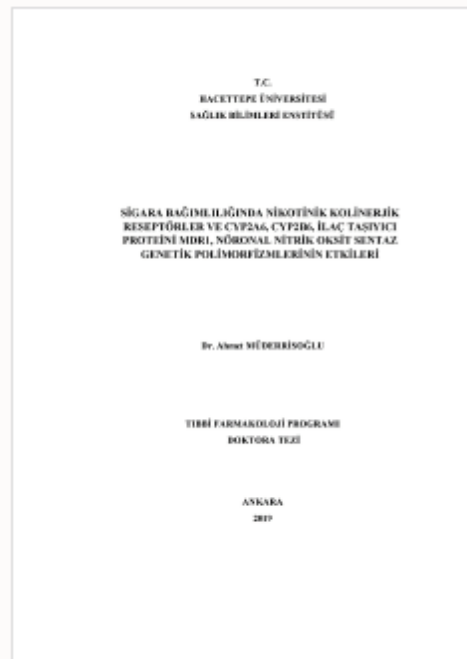 T.C.
HACETTEPE ÜNİVERSİTESİ
SAĞLIK BİLİMLERİ ENSTİTÜSÜ
SİGARA BAĞIMLILIĞINDA NİKOTİNİK KOLİNERJİK
RESEPTÖRLER VE CYP2A6, CYP2B6, İLAÇ TAŞIYICI
PROTEİNİ MDR1, NÖRONAL NİTRİK OKSİT SENTAZ
GENETİK POLİMORFİZMLERİNİN ETKİLERİ
Dr. Ahmet MÜDERRİSOĞLU
TIBBİ FARMAKOLOJİ PROGRAMI
DOKTORA TEZİ
ANKARA
2019